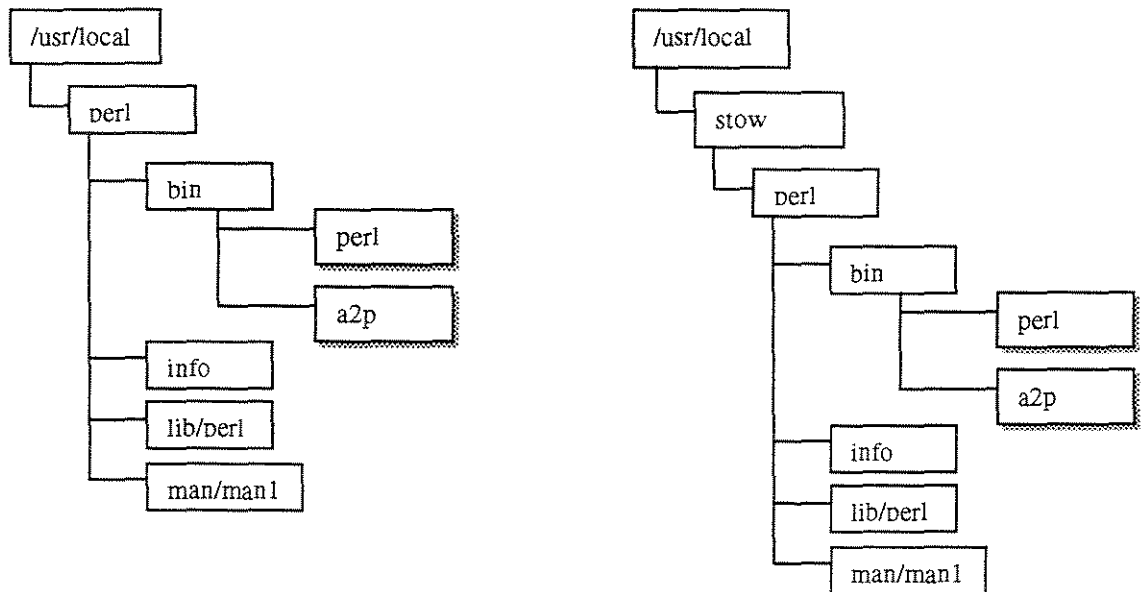 /usr/local
perl
bin
perl
a2p
info
lib/perl
man/man1
/usr/local
stow
perl
bin
perl
a2p
info
lib/perl
man/man1